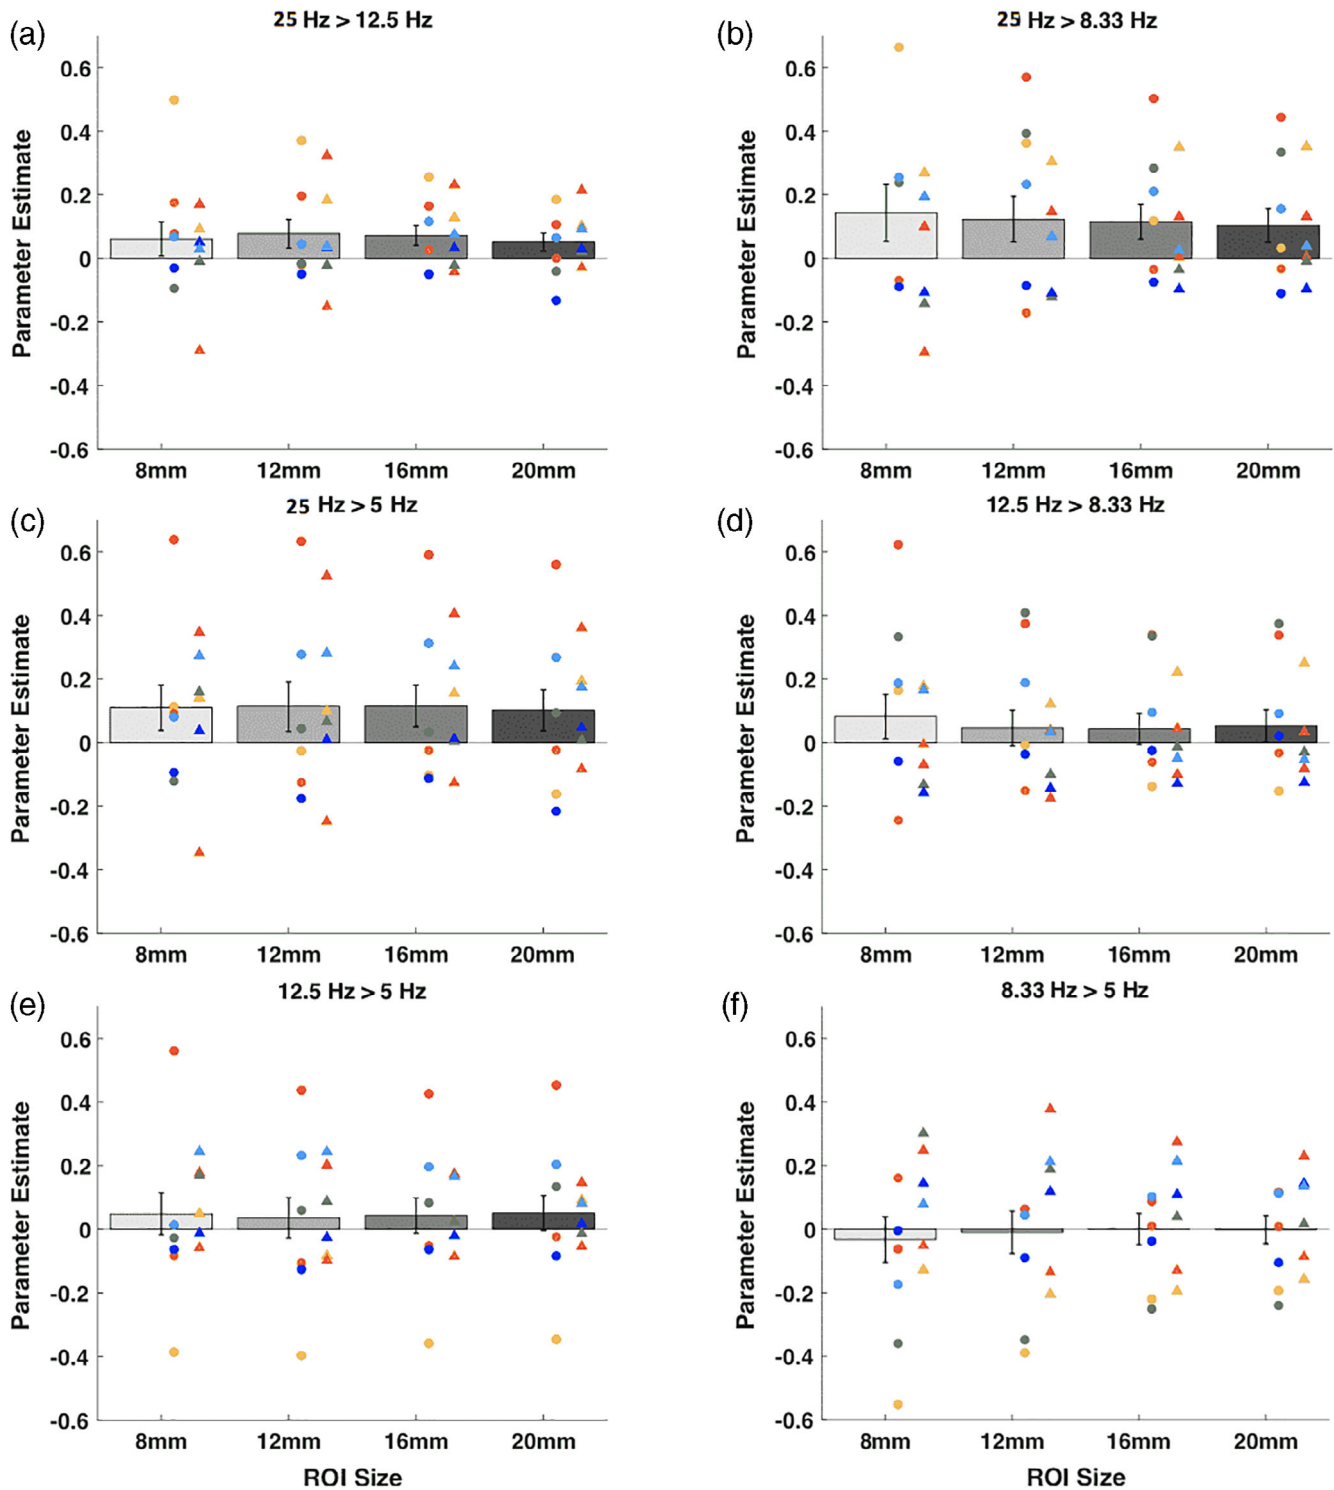 (a)
25 Hz > 12.5 Hz
Parameter Estimate
0.6
0.4
0.2
0
-0.2
-0.4
-0.6
8mm 12mm 16mm 20mm
(b)
25 Hz > 8.33 Hz
Parameter Estimate
0.6
0.4
0.2
0
-0.2
-0.4
-0.6
8mm 12mm 16mm 20mm
(c)
25 Hz > 5 Hz
Parameter Estimate
0.6
0.4
0.2
0
-0.2
-0.4
-0.6
8mm 12mm 16mm 20mm
(d)
12.5 Hz > 8.33 Hz
Parameter Estimate
0.6
0.4
0.2
0
-0.2
-0.4
-0.6
8mm 12mm 16mm 20mm
(e)
12.5 Hz > 5 Hz
Parameter Estimate
0.6
0.4
0.2
0
-0.2
-0.4
-0.6
8mm 12mm 16mm 20mm
ROI Size
(f)
8.33 Hz > 5 Hz
Parameter Estimate
0.6
0.4
0.2
0
-0.2
-0.4
-0.6
8mm 12mm 16mm 20mm
ROI Size